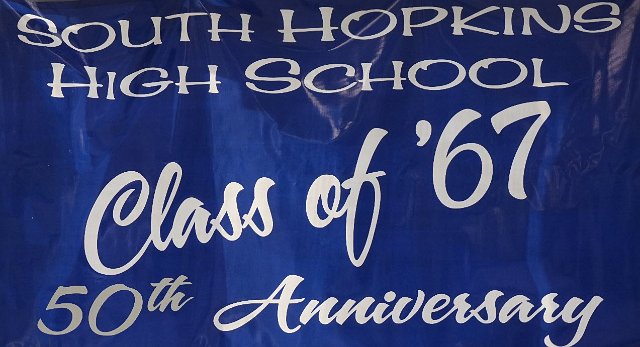 South Hopkins
High School
Class of '67
50th Anniversary